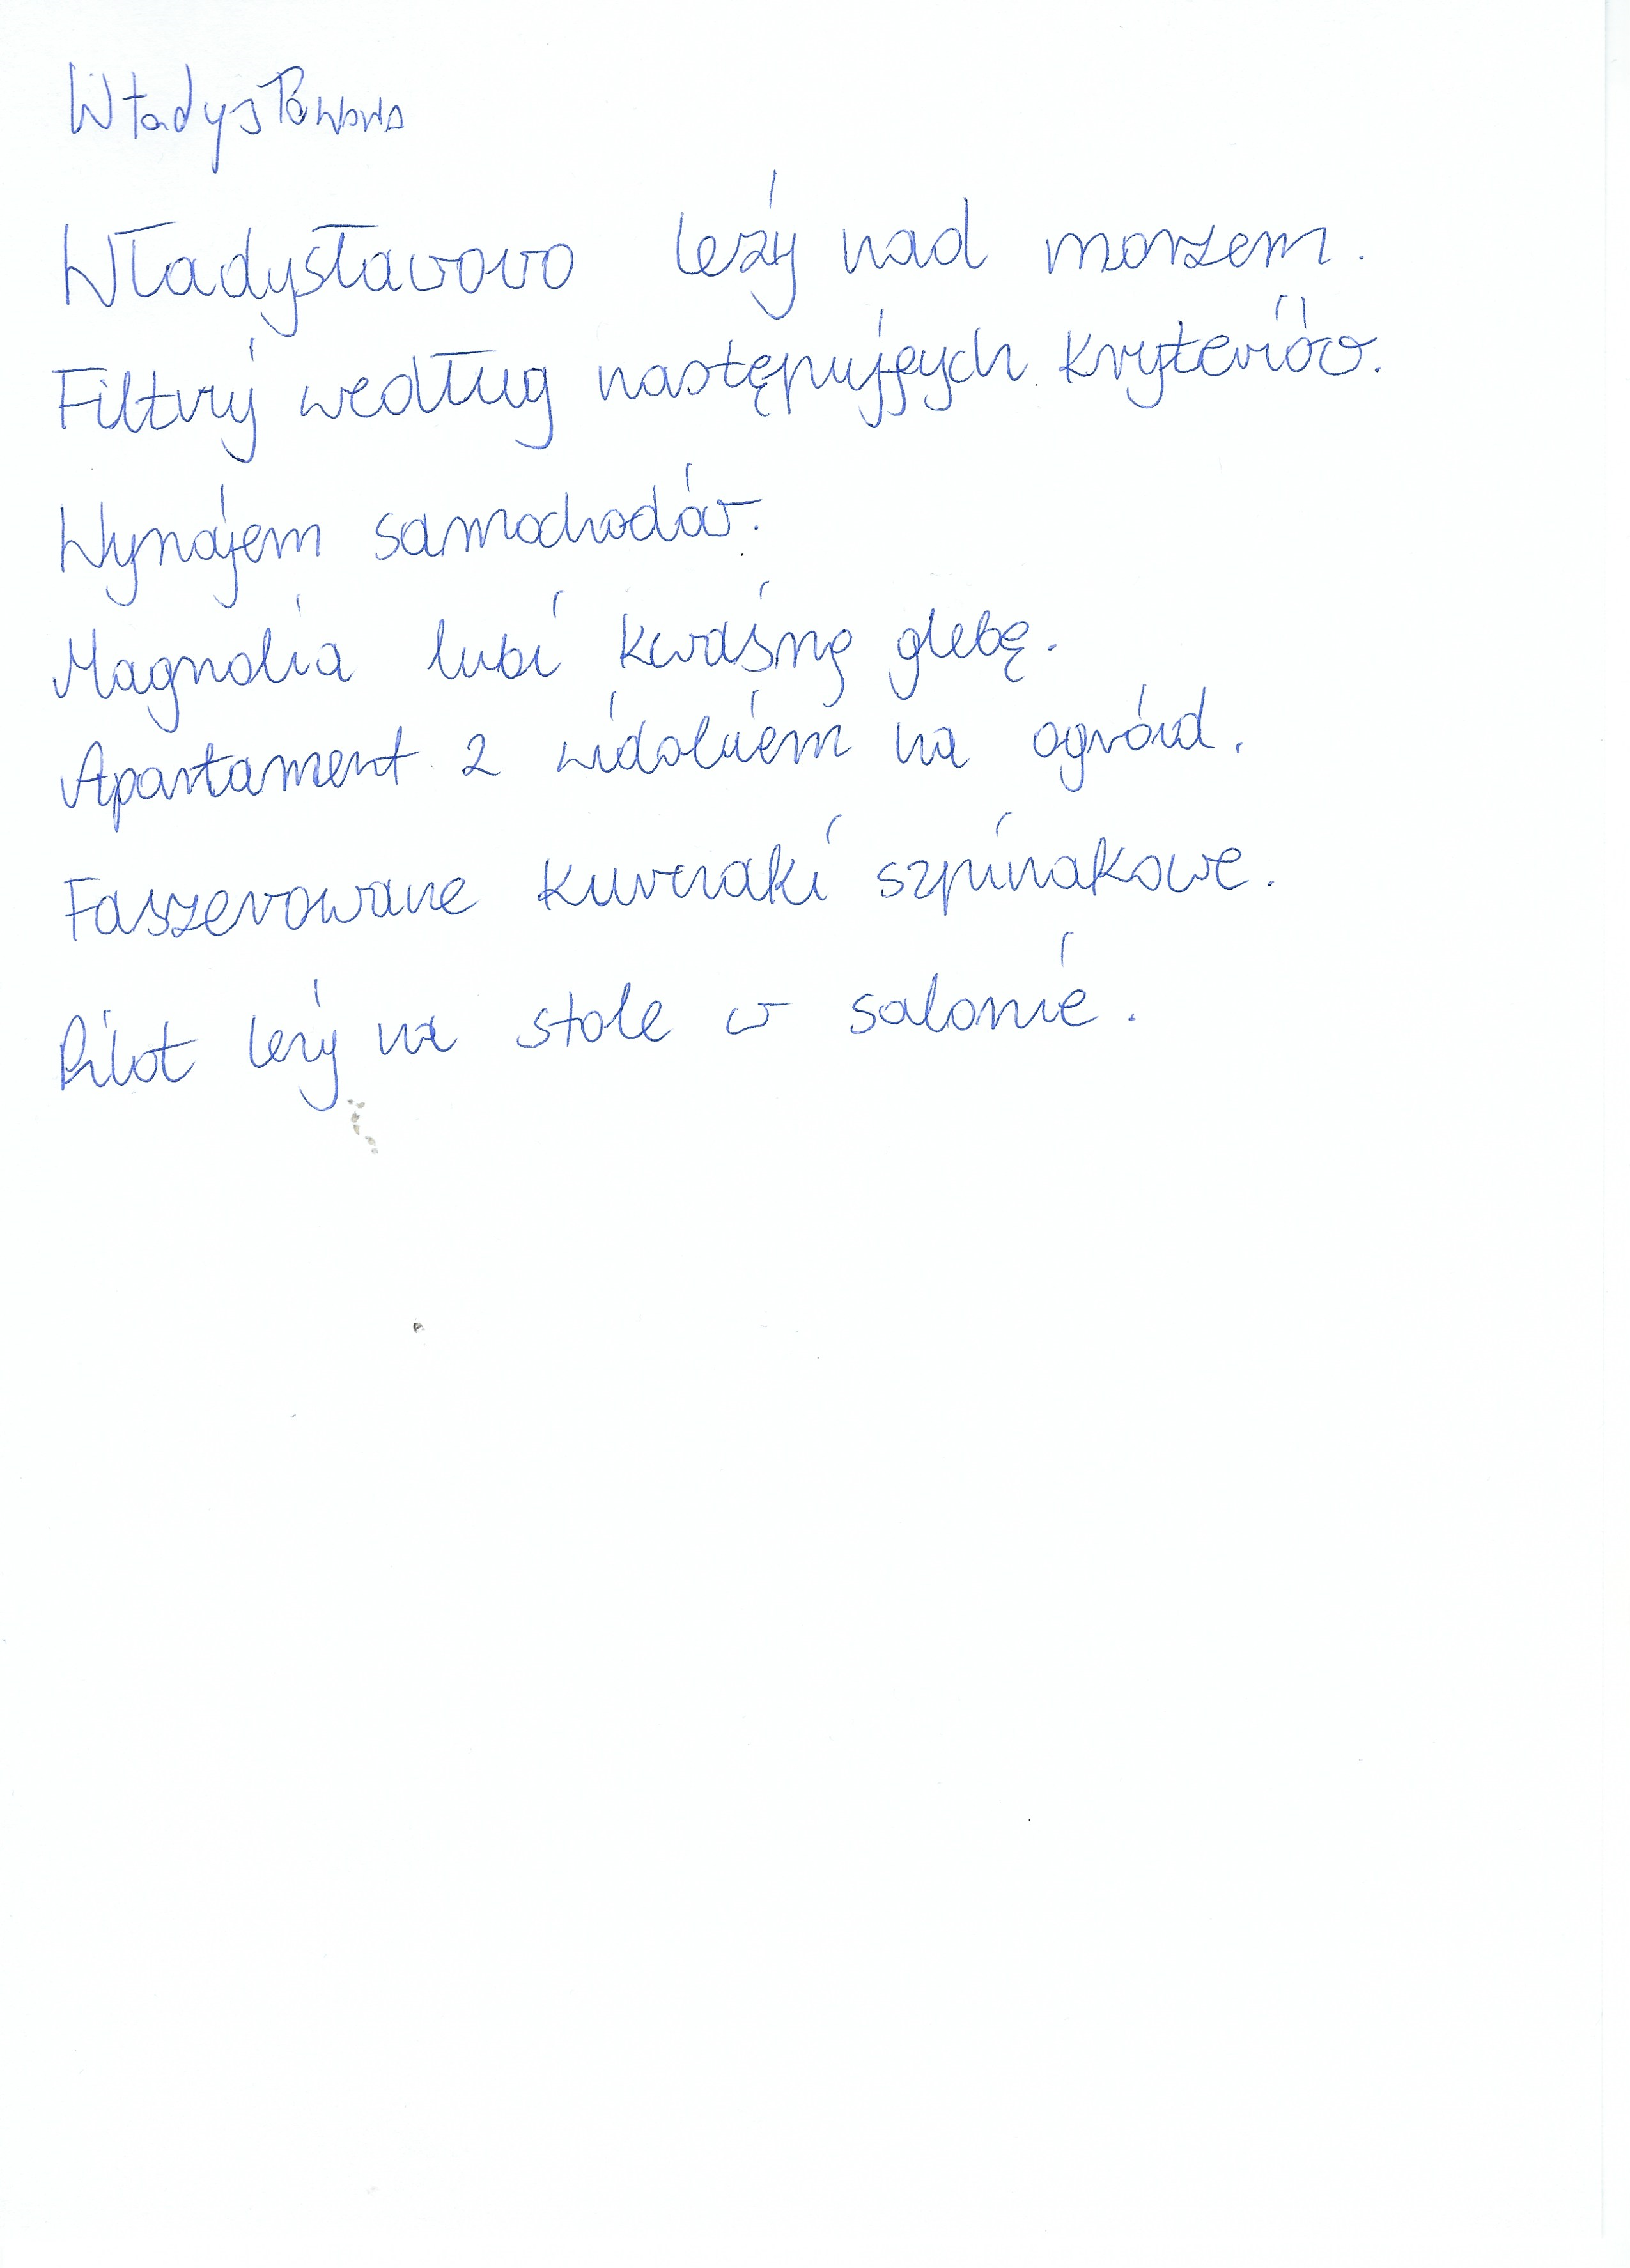 Władysławowo
Władysławowo leży nad morzem.
Filtruj według następujących kryteriów.
Wynajem samochodów.
Magnolia lubi kwaśną glebę.
Apartament z widokiem na ogród.
Faszerowane kurczaki szpinakowe.
Pilot leży na stole w salonie.